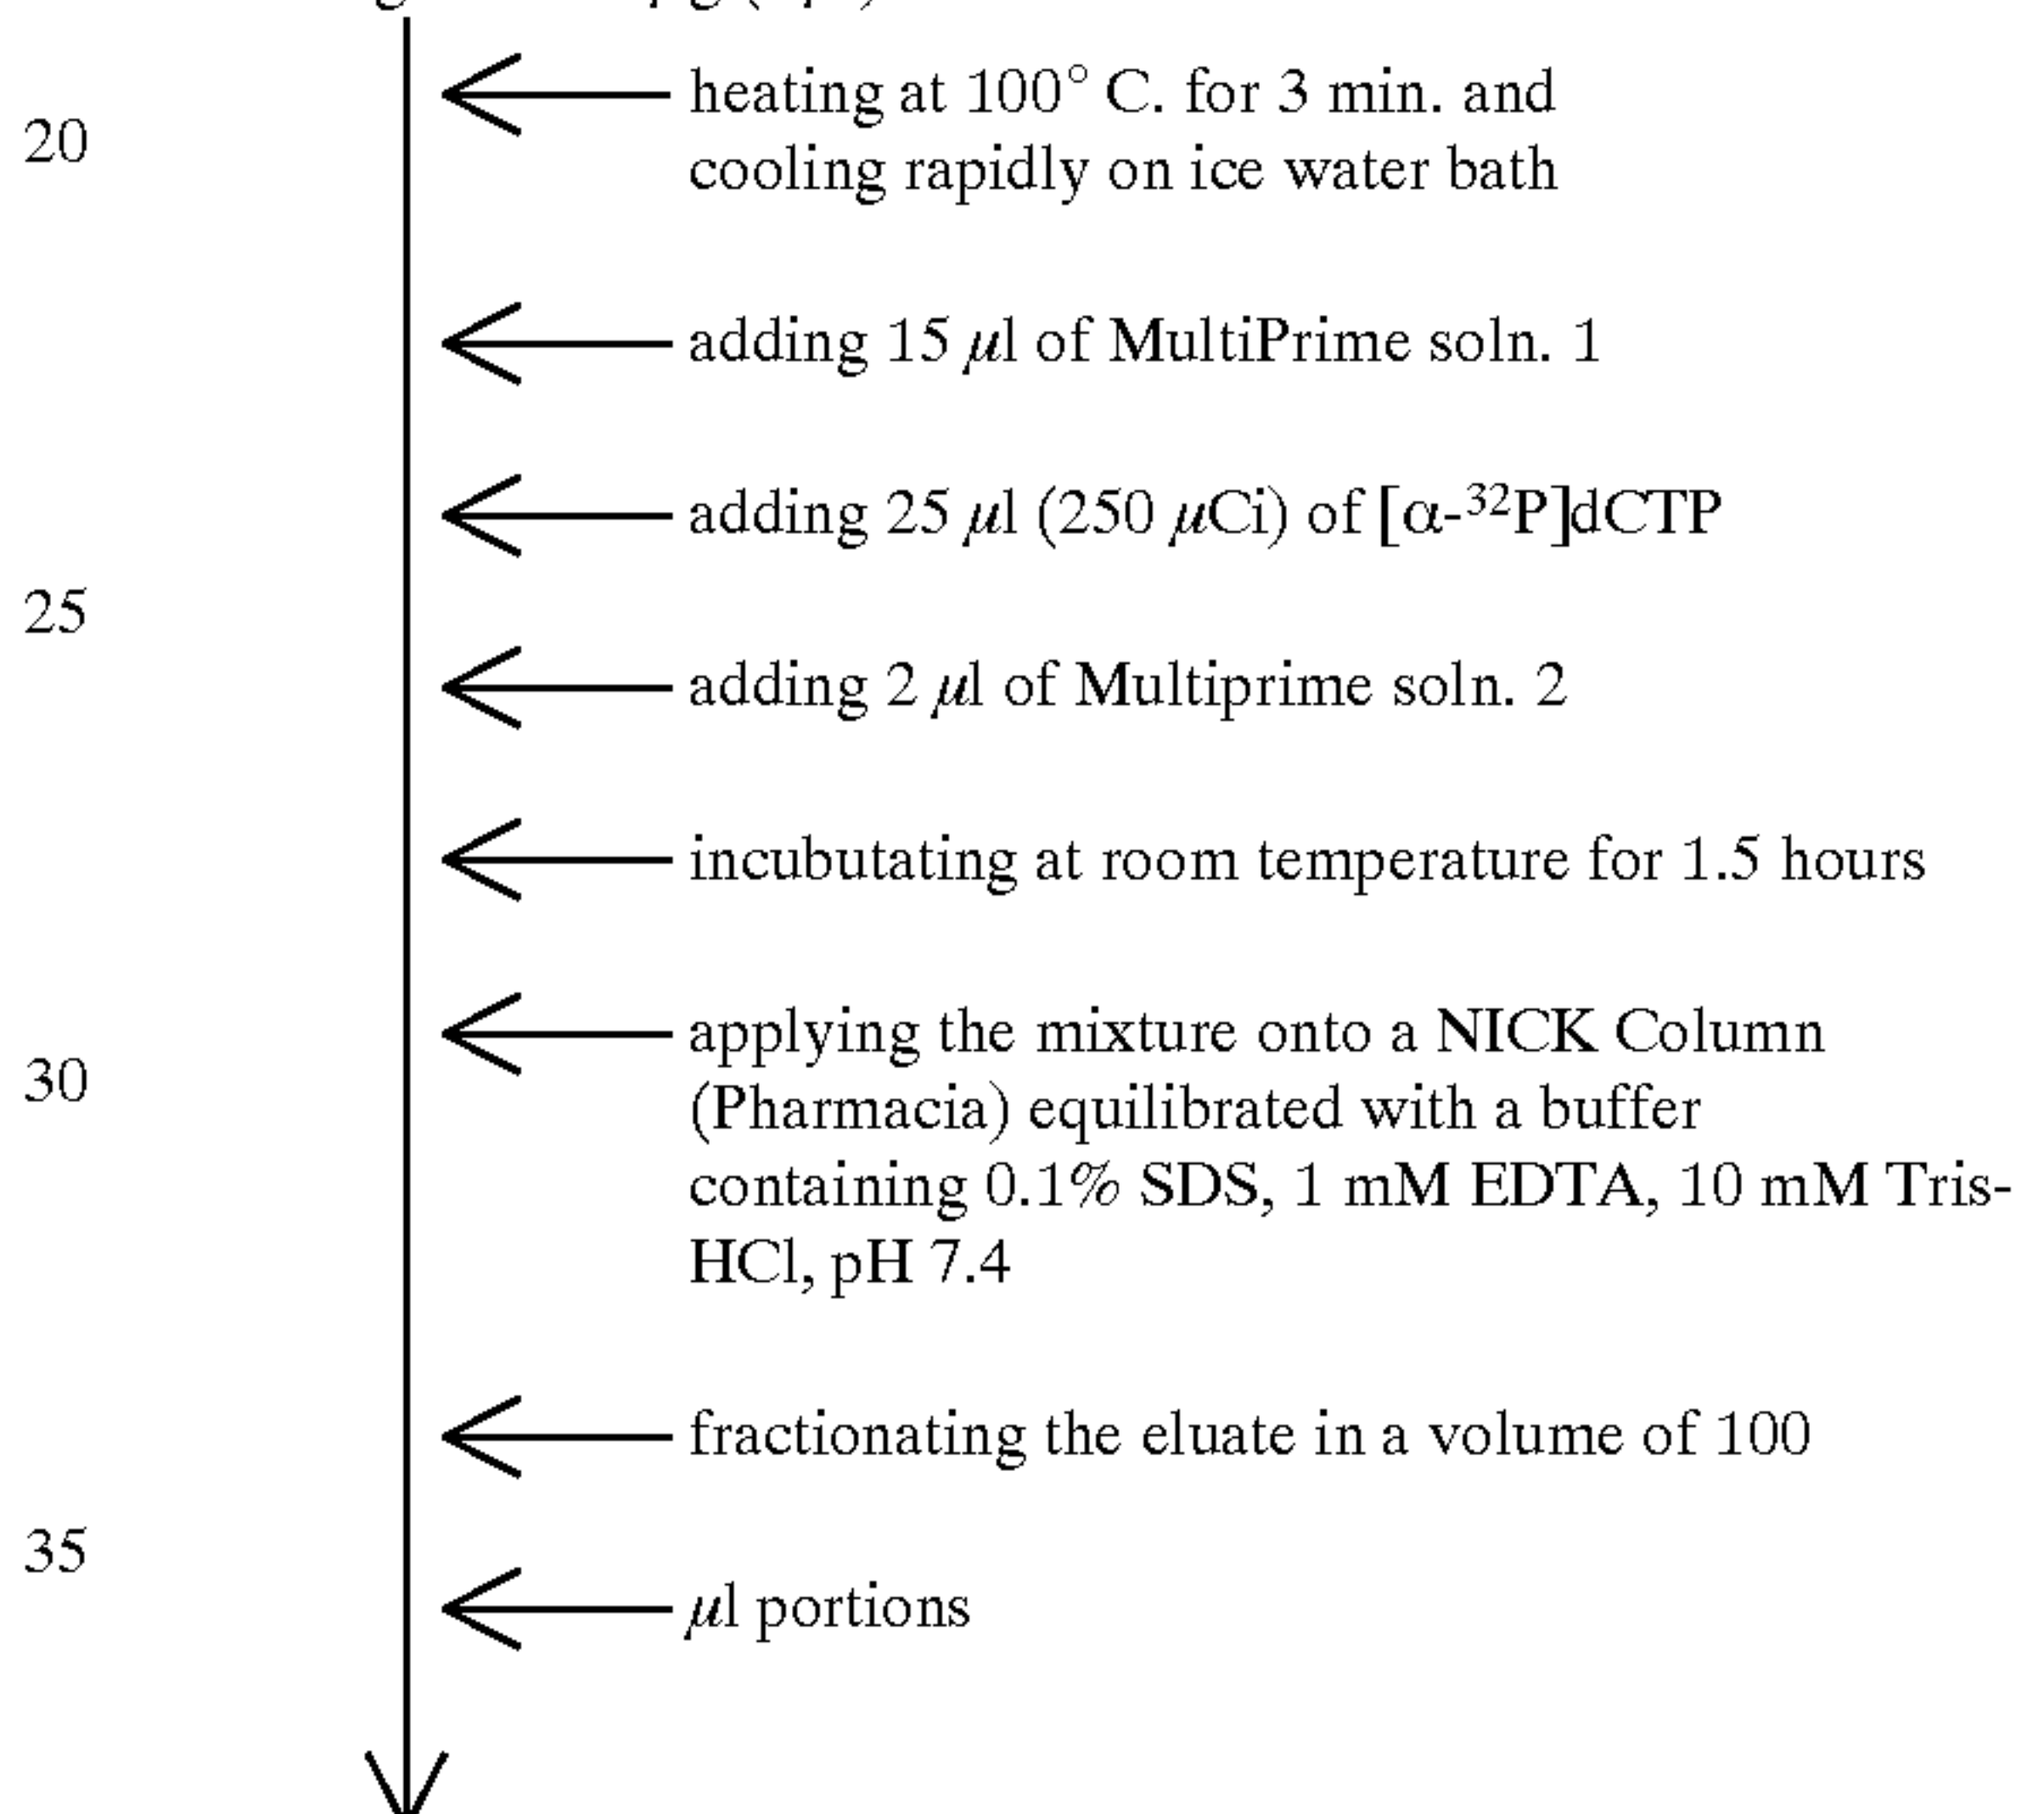 heating at 100° C. for 3 min. and
20
cooling rapidly on ice water bath
adding 15 μl of MultiPrime soln. 1
adding 25 μl (250 μCi) of [α-³²P]dCTP
25
adding 2 μl of Multiprime soln. 2
incubutating at room temperature for 1.5 hours
applying the mixture onto a NICK Column
30
(Pharmacia) equilibrated with a buffer
containing 0.1% SDS, 1 mM EDTA, 10 mM Tris-
HCl, pH 7.4
fractionating the eluate in a volume of 100
35
μl portions